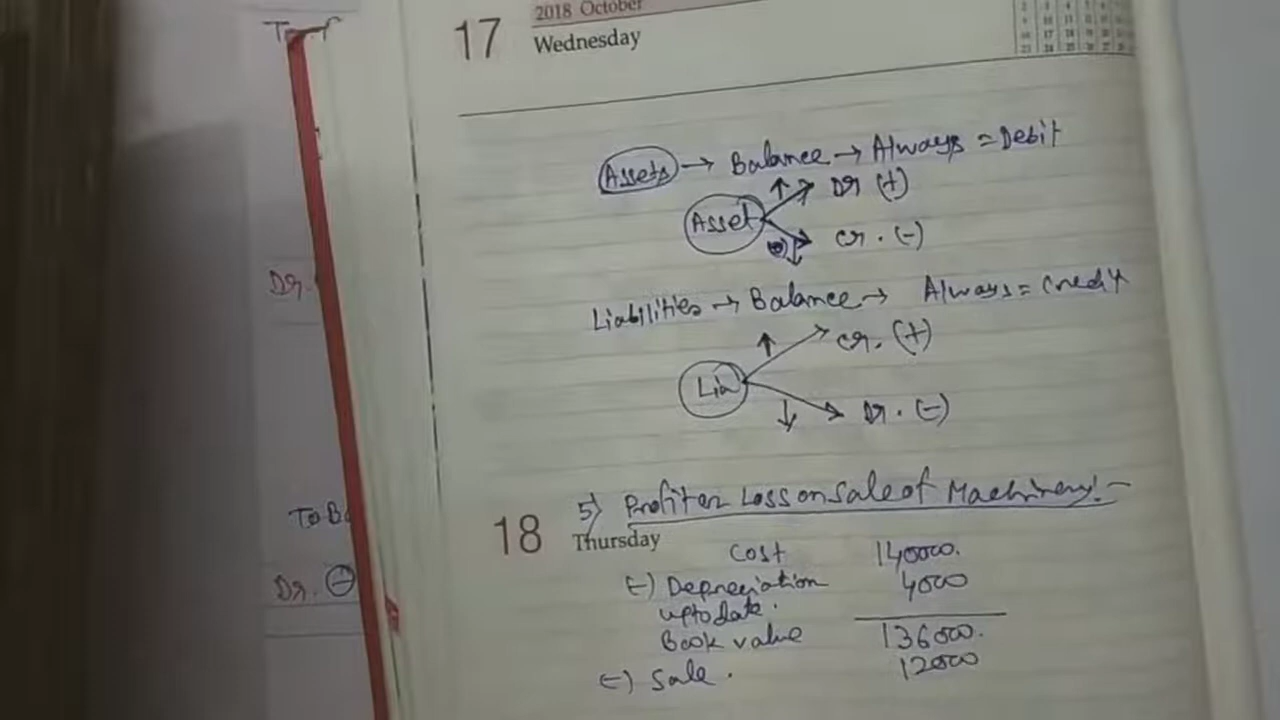 2018 October
17 Wednesday
Assets → Balance → Always = Debit
Asset ↑ Dr (+)
↓ Cr. (-)
Liabilities → Balance → Always = Credit
Lia ↑ Cr. (+)
↓ Dr. (-)
5) Profit or Loss on Sale of Machinery:-
18 Thursday
Cost 140000.
(-) Depreciation 4000
upto date.
Book value 136000.
(-) Sale. 12000
Dr.
To Ba
Dr. (-)